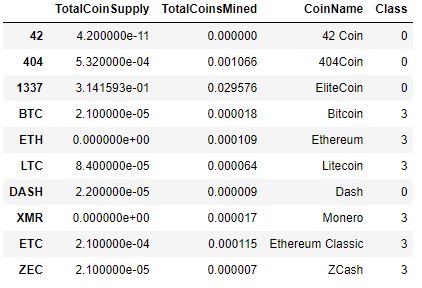 TotalCoinSupply TotalCoinsMined CoinName Class
42 4.200000e-11 0.000000 42 Coin 0
404 5.320000e-04 0.001066 404Coin 0
1337 3.141593e-01 0.029576 EliteCoin 0
BTC 2.100000e-05 0.000018 Bitcoin 3
ETH 0.000000e+00 0.000109 Ethereum 3
LTC 8.400000e-05 0.000064 Litecoin 3
DASH 2.200000e-05 0.000009 Dash 0
XMR 0.000000e+00 0.000017 Monero 3
ETC 2.100000e-04 0.000115 Ethereum Classic 3
ZEC 2.100000e-05 0.000007 ZCash 3